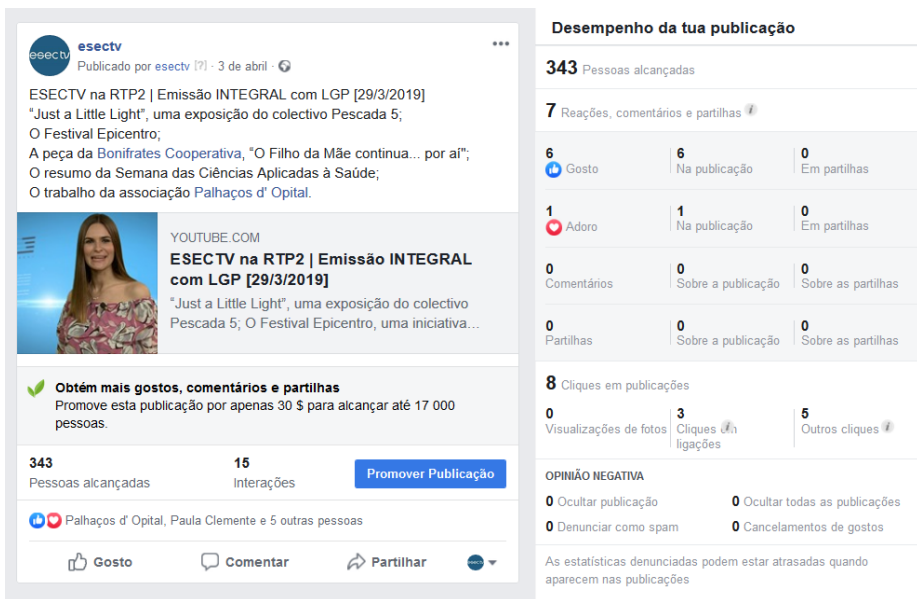 esectv
esectv
Publicado por esectv [?] · 3 de abril ·
ESECTV na RTP2 | Emissão INTEGRAL com LGP [29/3/2019]
"Just a Little Light", uma exposição do colectivo Pescada 5;
O Festival Epicentro;
A peça da Bonifrates Cooperativa, "O Filho da Mãe continua... por aí";
O resumo da Semana das Ciências Aplicadas à Saúde;
O trabalho da associação Palhaços d' Opital.
YOUTUBE.COM
ESECTV na RTP2 | Emissão INTEGRAL
com LGP [29/3/2019]
"Just a Little Light", uma exposição do colectivo
Pescada 5; O Festival Epicentro, uma iniciativa…
Obtém mais gostos, comentários e partilhas
Promove esta publicação por apenas 30 $ para alcançar até 17 000
pessoas.
343 15
Pessoas alcançadas Interações
Promover Publicação
Palhaços d' Opital, Paula Clemente e 5 outras pessoas
Gosto Comentar Partilhar
Desempenho da tua publicação
343 Pessoas alcançadas
7 Reações, comentários e partilhas
6 6 0
Gosto Na publicação Em partilhas
1 1 0
Adoro Na publicação Em partilhas
0 0 0
Comentários Sobre a publicação Sobre as partilhas
0 0 0
Partilhas Sobre a publicação Sobre as partilhas
8 Cliques em publicações
0 3 5
Visualizações de fotos Cliques em Outros cliques
ligações
OPINIÃO NEGATIVA
0 Ocultar publicação 0 Ocultar todas as publicações
0 Denunciar como spam 0 Cancelamentos de gostos
As estatísticas denunciadas podem estar atrasadas quando
aparecem nas publicações